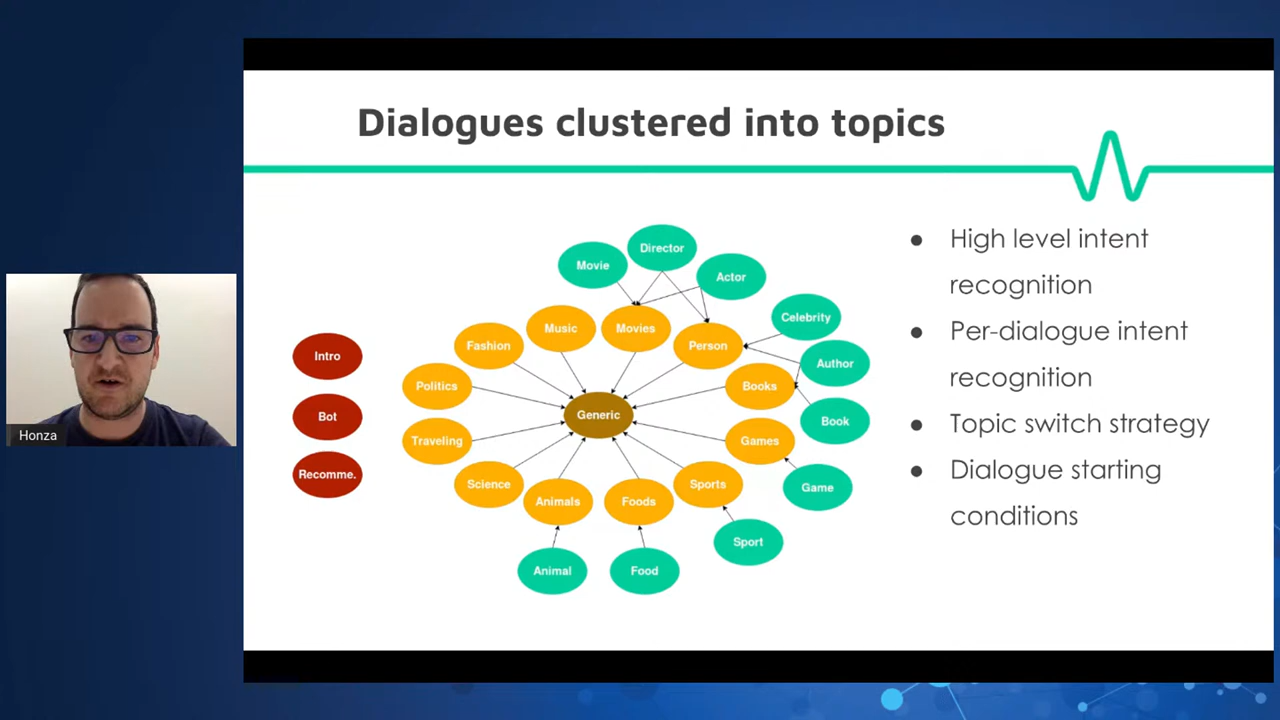 Dialogues clustered into topics
Honza
Intro
Bot
Recomme.
Movie
Director
Actor
Celebrity
Author
Book
Game
Sport
Food
Animal
Music
Movies
Person
Books
Games
Sports
Foods
Animals
Science
Traveling
Politics
Fashion
Generic
● High level intent
recognition
● Per-dialogue intent
recognition
● Topic switch strategy
● Dialogue starting
conditions